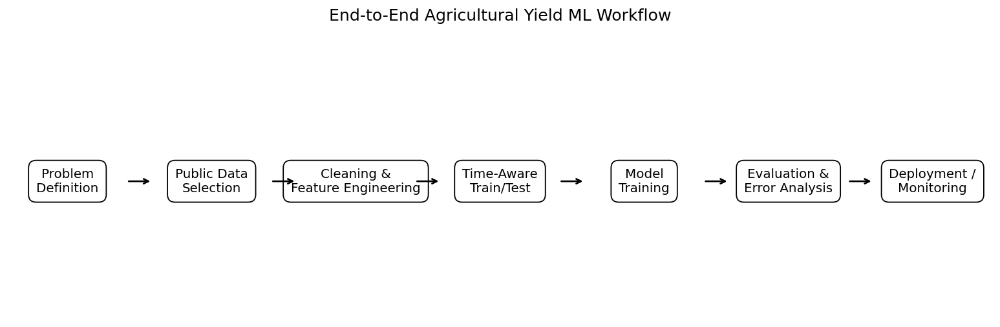 End-to-End Agricultural Yield ML Workflow
Problem
Definition
Public Data
Selection
Cleaning &
Feature Engineering
Time-Aware
Train/Test
Model
Training
Evaluation &
Error Analysis
Deployment /
Monitoring